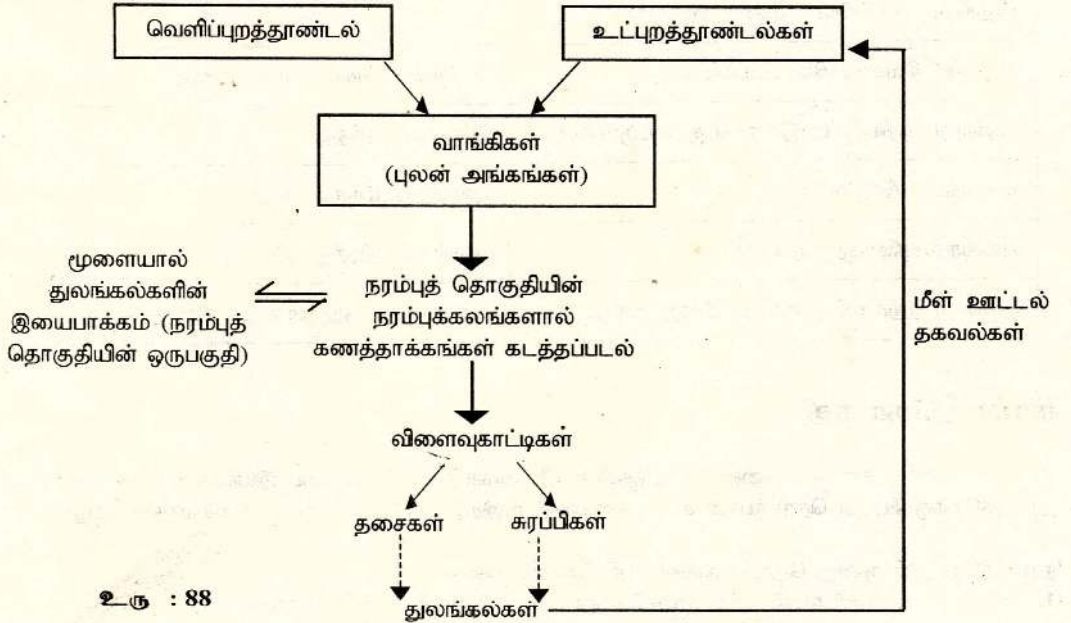 வெளிப்புறத்தூண்டல்
உட்புறத்தூண்டல்கள்
வாங்கிகள்
(புலன் அங்கங்கள்)
மூளையால்
துலங்கல்களின்
இயைபாக்கம் (நரம்புத்
தொகுதியின் ஒருபகுதி)
நரம்புத் தொகுதியின்
நரம்புக்கலங்களால்
கணத்தாக்கங்கள் கடத்தப்படல்
மீள் ஊட்டல்
தகவல்கள்
விளைவுகாட்டிகள்
தசைகள்
சுரப்பிகள்
துலங்கல்கள்
உரு : 88